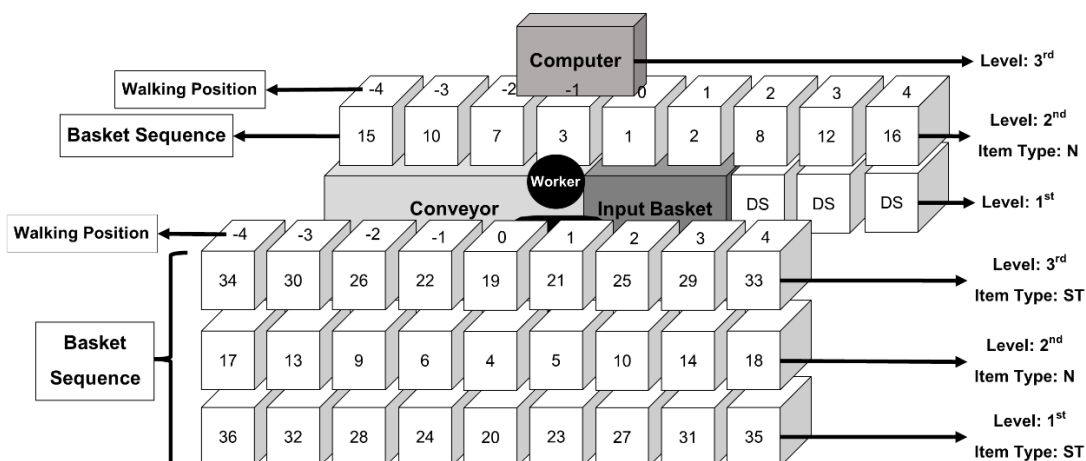 Computer
Level: 3rd
Walking Position
-4 -3 -2 -1 0 1 2 3 4
Level: 2nd
Basket Sequence
15 10 7 3 1 2 8 12 16
Item Type: N
Worker
Conveyor
Input Basket
DS DS DS
Level: 1st
Walking Position
-4 -3 -2 -1 0 1 2 3 4
Level: 3rd
34 30 26 22 19 21 25 29 33
Item Type: ST
Basket
Sequence
17 13 9 6 4 5 10 14 18
Level: 2nd
Item Type: N
36 32 28 24 20 23 27 31 35
Level: 1st
Item Type: ST